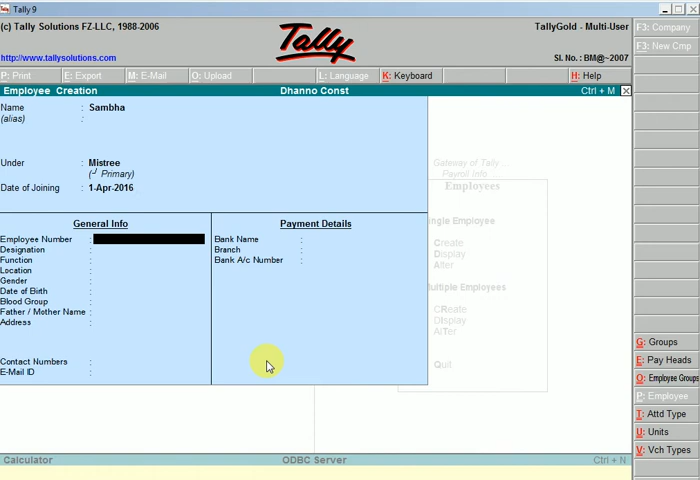 Tally 9
(c) Tally Solutions FZ-LLC, 1988-2006
TallyGold - Multi-User
http://www.tallysolutions.com
Tally
Sl. No. : BM@~2007
P: Print E: Export M: E-Mail O: Upload L: Language K: Keyboard H: Help
Employee Creation Dhanno Const Ctrl + M
Name : Sambha
(alias) :
Under : Mistree
(┘ Primary)
Date of Joining : 1-Apr-2016
General Info
Employee Number :
Designation :
Function :
Location :
Gender :
Date of Birth :
Blood Group :
Father / Mother Name :
Address :
Contact Numbers :
E-Mail ID :
Payment Details
Bank Name :
Branch :
Bank A/c Number :
Gateway of Tally ...
Payroll Info ...
Employees
ingle Employee
Create
Display
Alter
ultiple Employees
CReate
DIsplay
AlTer
Quit
F3: Company
F3: New Cmp
G: Groups
E: Pay Heads
O: Employee Groups
P: Employee
T: Attd Type
U: Units
V: Vch Types
Calculator ODBC Server Ctrl + N